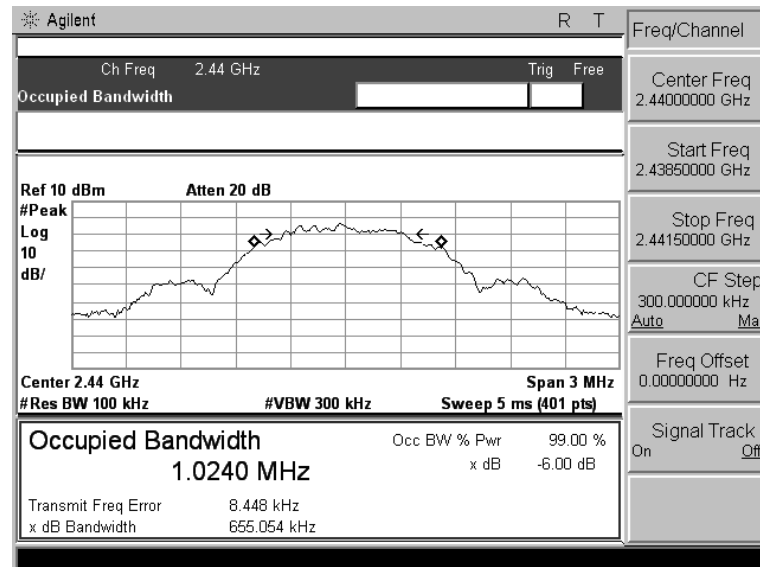 Agilent R T
Ch Freq 2.44 GHz Trig Free
Occupied Bandwidth
Ref 10 dBm Atten 20 dB
#Peak
Log
10
dB/
Center 2.44 GHz Span 3 MHz
#Res BW 100 kHz #VBW 300 kHz Sweep 5 ms (401 pts)
Occupied Bandwidth
1.0240 MHz
Occ BW % Pwr 99.00 %
x dB -6.00 dB
Transmit Freq Error 8.448 kHz
x dB Bandwidth 655.054 kHz
Freq/Channel
Center Freq
2.44000000 GHz
Start Freq
2.43850000 GHz
Stop Freq
2.44150000 GHz
CF Step
300.000000 kHz
Auto Ma
Freq Offset
0.00000000 Hz
Signal Track
On Off